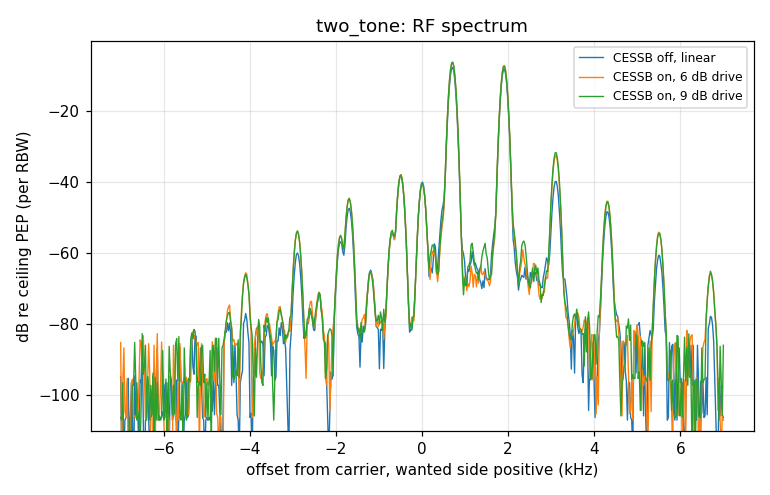 two_tone: RF spectrum
CESSB off, linear
CESSB on, 6 dB drive
CESSB on, 9 dB drive
dB re ceiling PEP (per RBW)
−20
−40
−60
−80
−100
−6
−4
−2
0
2
4
6
offset from carrier, wanted side positive (kHz)